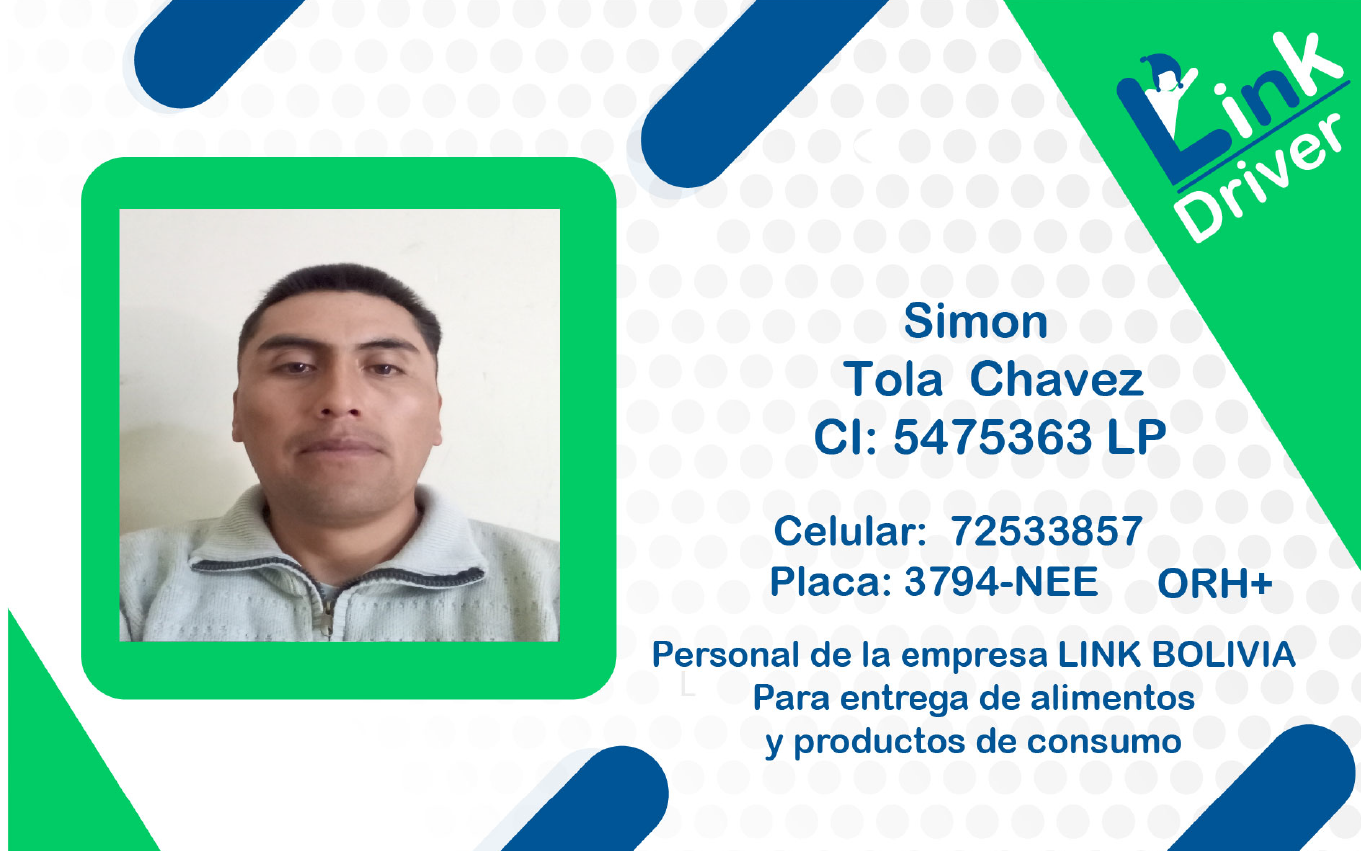 Link
Driver
Simon
Tola Chavez
CI: 5475363 LP
Celular: 72533857
Placa: 3794-NEE ORH+
Personal de la empresa LINK BOLIVIA
Para entrega de alimentos
y productos de consumo
L